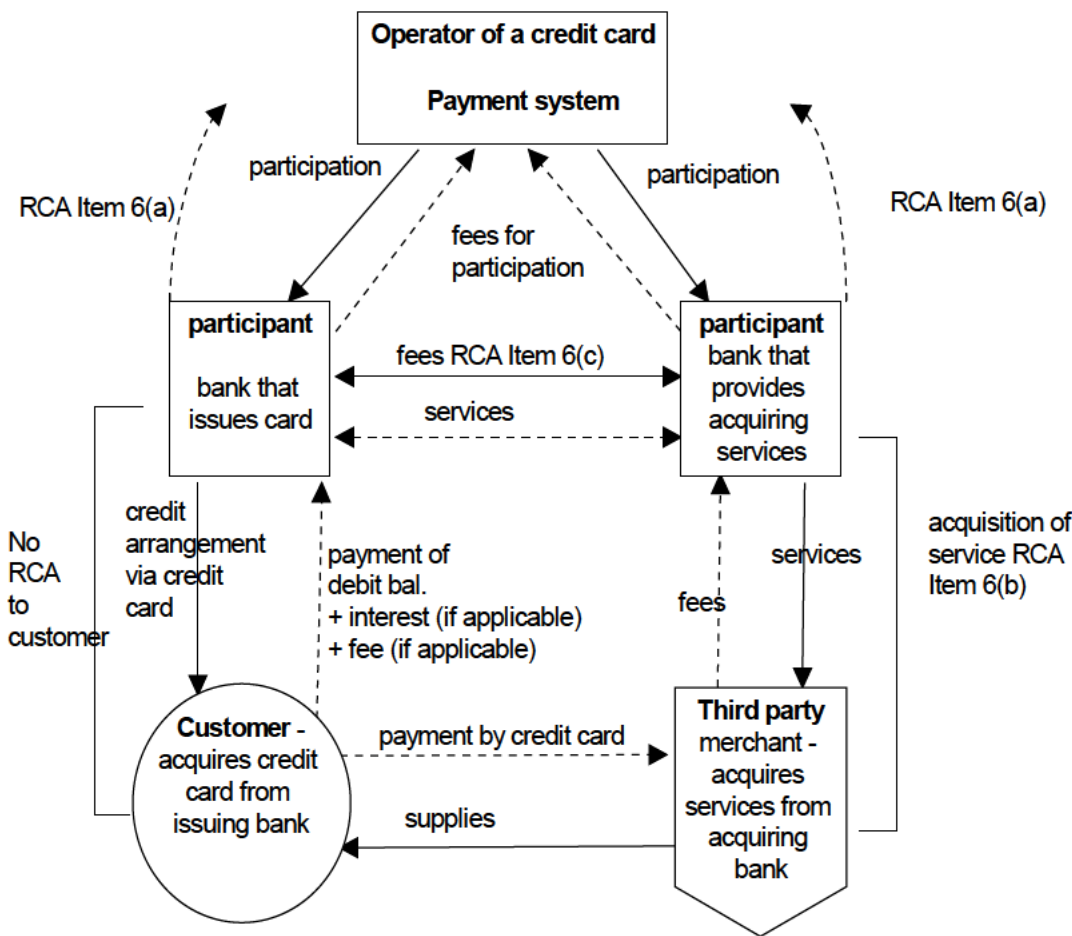 Operator of a credit card
Payment system
participation
participation
RCA Item 6(a)
RCA Item 6(a)
fees for
participation
participant
bank that
issues card
participant
bank that
provides
acquiring
services
fees RCA Item 6(c)
services
No
RCA
to
customer
credit
arrangement
via credit
card
payment of
debit bal.
+ interest (if applicable)
+ fee (if applicable)
fees
services
acquisition of
service RCA
Item 6(b)
Customer -
acquires credit
card from
issuing bank
payment by credit card
supplies
Third party
merchant -
acquires
services from
acquiring
bank